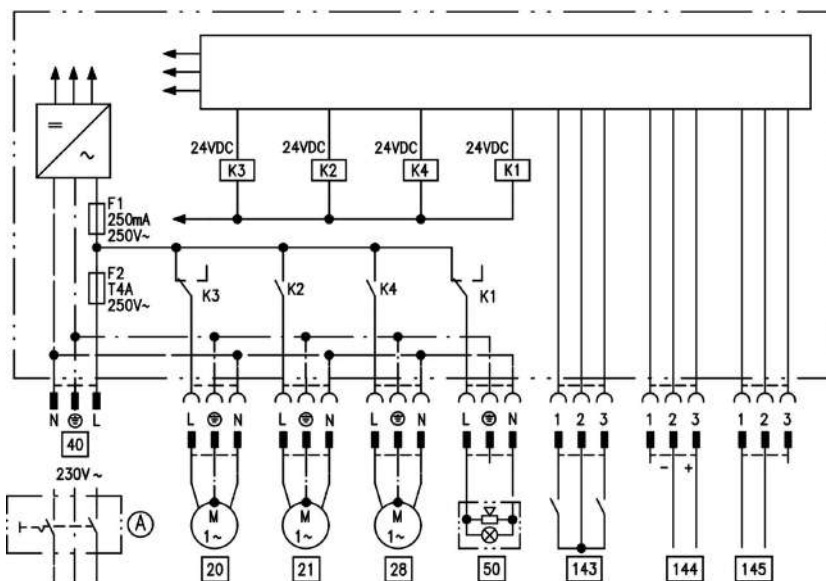 24VDC 24VDC 24VDC 24VDC
K3 K2 K4 K1
= ~
F1
250mA
250V~
F2
T4A
250V~
K3 K2 K4 K1
N L L N L N L N L N 1 2 3 1 2 3 1 2 3
40
- +
230V~
A
M
1~
M
1~
M
1~
20 21 28 50 143 144 145